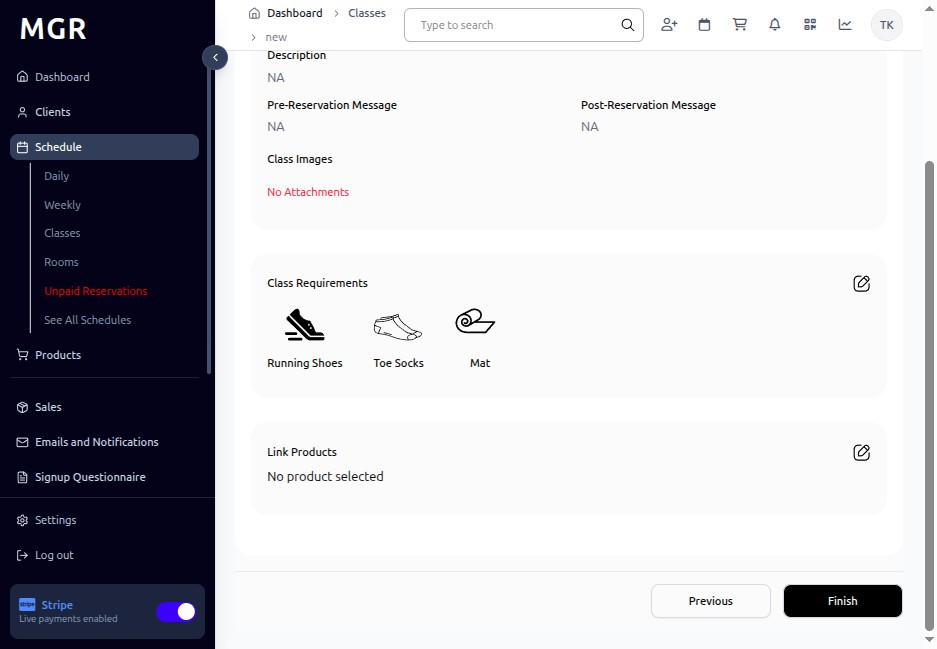 MGR
Dashboard
Clients
Schedule
Daily
Weekly
Classes
Rooms
Unpaid Reservations
See All Schedules
Products
Sales
Emails and Notifications
Signup Questionnaire
Settings
Log out
Stripe
Live payments enabled
Dashboard > Classes
> new
Type to search
TK
Description
NA
Pre-Reservation Message
NA
Post-Reservation Message
NA
Class Images
No Attachments
Class Requirements
Running Shoes
Toe Socks
Mat
Link Products
No product selected
Previous
Finish